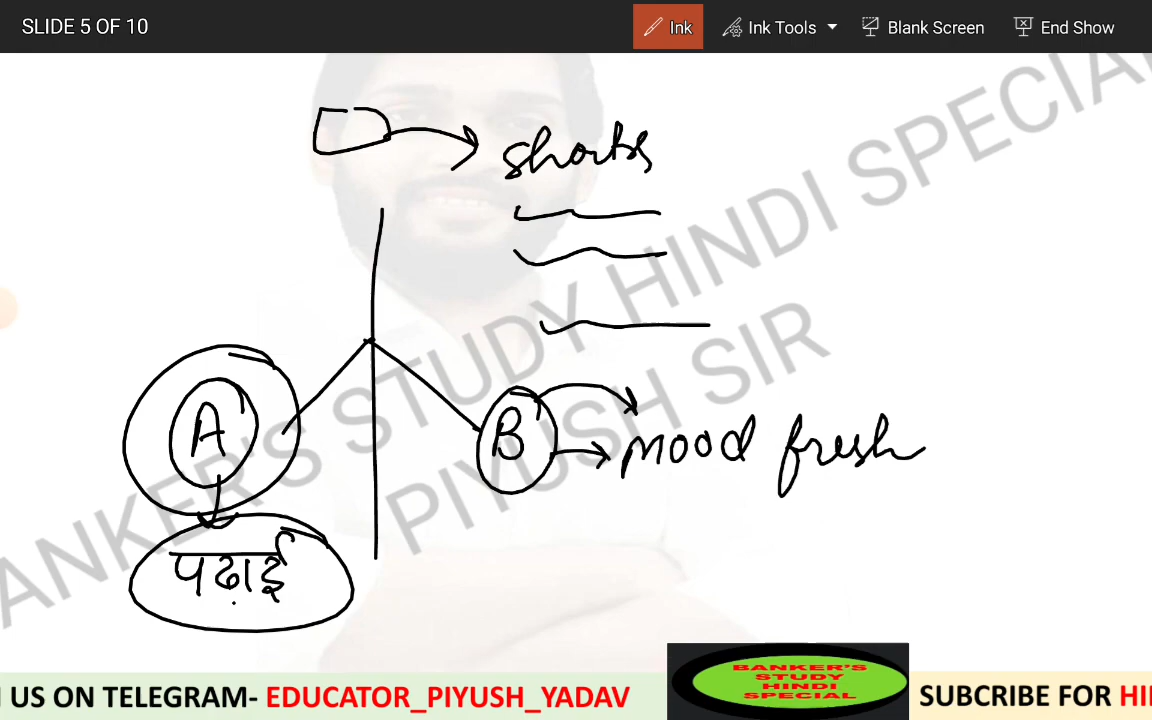 SLIDE 5 OF 10
Ink
Ink Tools
Blank Screen
End Show
shorts
A
B
mood fresh
पढ़ाई
BANKER'S STUDY HINDI SPECIAL
PIYUSH SIR
US ON TELEGRAM- EDUCATOR_PIYUSH_YADAV
BANKER'S
STUDY
HINDI
SPECIAL
SUBCRIBE FOR HI